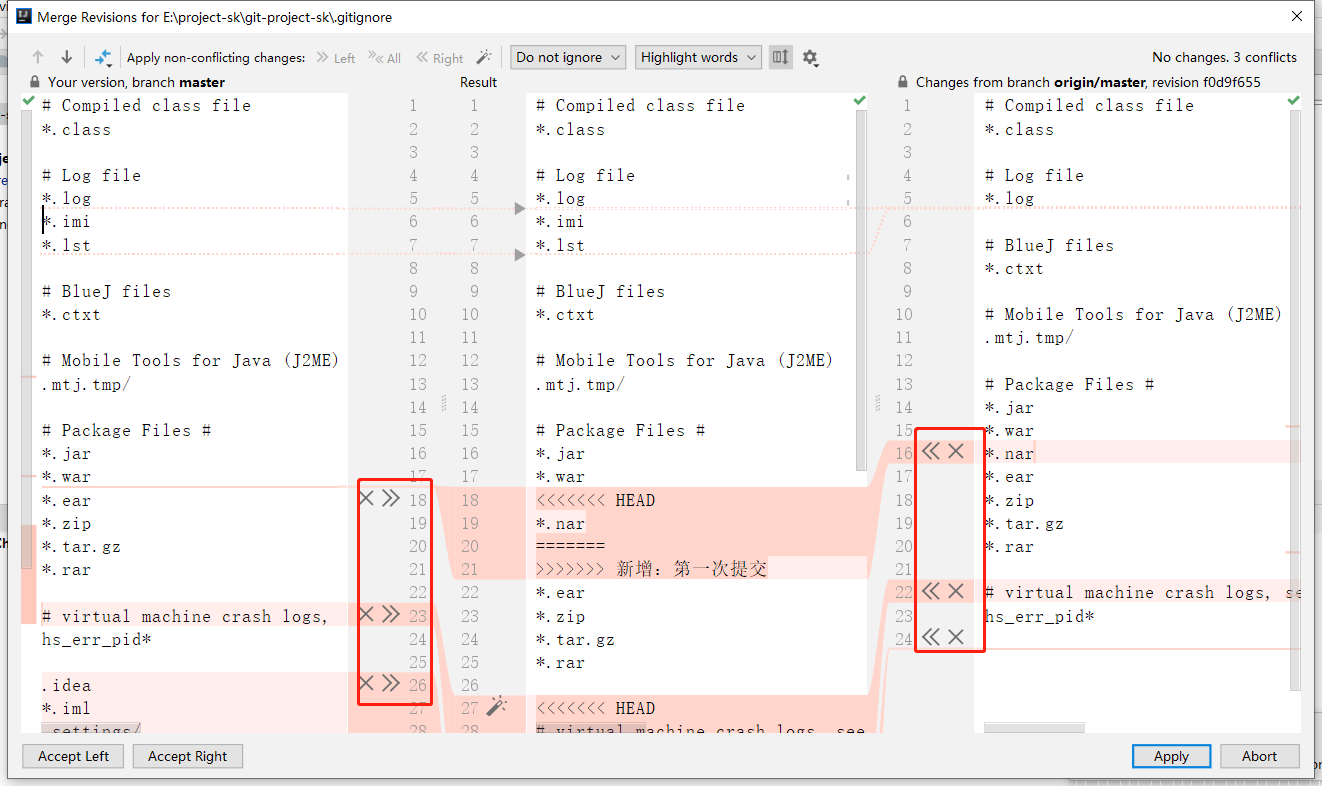 Merge Revisions for E:\project-sk\git-project-sk\.gitignore
Apply non-conflicting changes: Left All Right Do not ignore Highlight words No changes. 3 conflicts
Your version, branch master
Result
Changes from branch origin/master, revision f0d9f655
# Compiled class file
*.class
# Log file
*.log
*.imi
*.lst
# BlueJ files
*.ctxt
# Mobile Tools for Java (J2ME)
.mtj.tmp/
# Package Files #
*.jar
*.war
*.ear
*.zip
*.tar.gz
*.rar
# virtual machine crash logs,
hs_err_pid*
.idea
*.iml
.settings/
1
2
3
4
5
6
7
8
9
10
11
12
13
14
15
16
17
18
19
20
21
22
23
24
25
26
27
28
1
2
3
4
5
6
7
8
9
10
11
12
13
14
15
16
17
18
19
20
21
22
23
24
25
26
27
28
# Compiled class file
*.class
# Log file
*.log
*.imi
*.lst
# BlueJ files
*.ctxt
# Mobile Tools for Java (J2ME)
.mtj.tmp/
# Package Files #
*.jar
*.war
<<<<<<< HEAD
*.nar
=======
>>>>>>> 新增：第一次提交
*.ear
*.zip
*.tar.gz
*.rar
<<<<<<< HEAD
# virtual machine crash logs, see
1
2
3
4
5
6
7
8
9
10
11
12
13
14
15
16
17
18
19
20
21
22
23
24
# Compiled class file
*.class
# Log file
*.log
# BlueJ files
*.ctxt
# Mobile Tools for Java (J2ME)
.mtj.tmp/
# Package Files #
*.jar
*.war
*.nar
*.ear
*.zip
*.tar.gz
*.rar
# virtual machine crash logs, se
hs_err_pid*
Accept Left
Accept Right
Apply
Abort